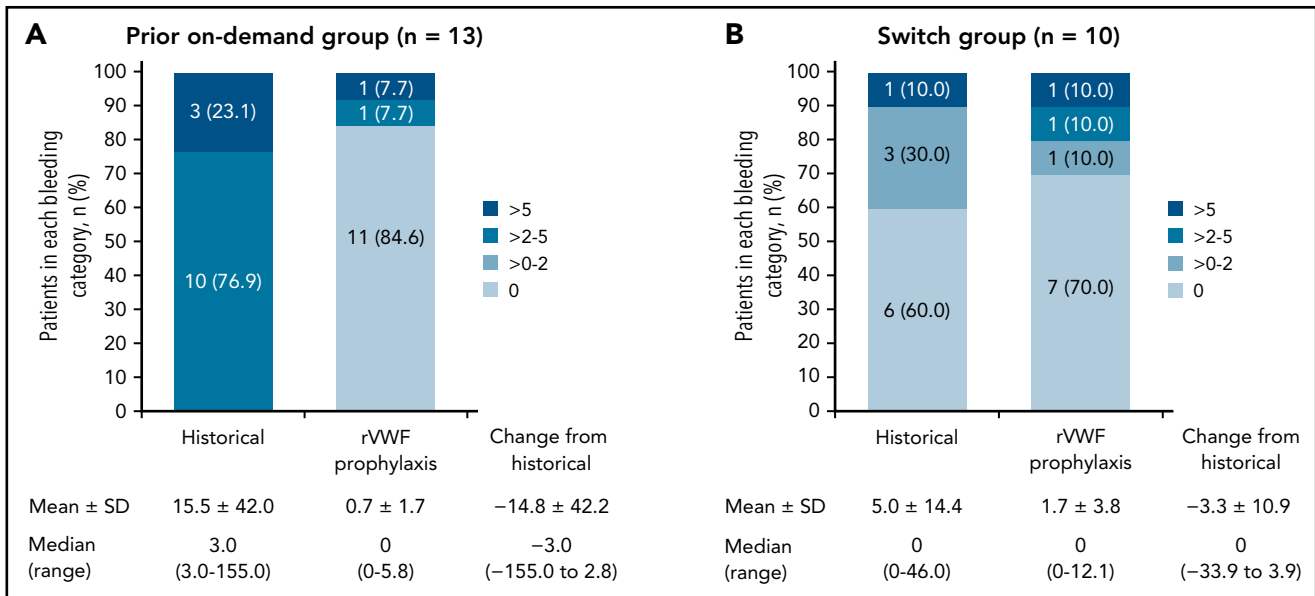 A Prior on-demand group (n = 13)
Patients in each bleeding
category, n (%)
100
90
80
70
60
50
40
30
20
10
0
3 (23.1)
10 (76.9)
1 (7.7)
1 (7.7)
11 (84.6)
>5
>2-5
>0-2
0
Historical
rVWF
prophylaxis
Change from
historical
Mean ± SD 15.5 ± 42.0 0.7 ± 1.7 −14.8 ± 42.2
Median
(range)
3.0
(3.0-155.0)
0
(0-5.8)
−3.0
(−155.0 to 2.8)
B Switch group (n = 10)
Patients in each bleeding
category, n (%)
100
90
80
70
60
50
40
30
20
10
0
1 (10.0)
3 (30.0)
6 (60.0)
1 (10.0)
1 (10.0)
1 (10.0)
7 (70.0)
>5
>2-5
>0-2
0
Historical
rVWF
prophylaxis
Change from
historical
Mean ± SD 5.0 ± 14.4 1.7 ± 3.8 −3.3 ± 10.9
Median
(range)
0
(0-46.0)
0
(0-12.1)
0
(−33.9 to 3.9)